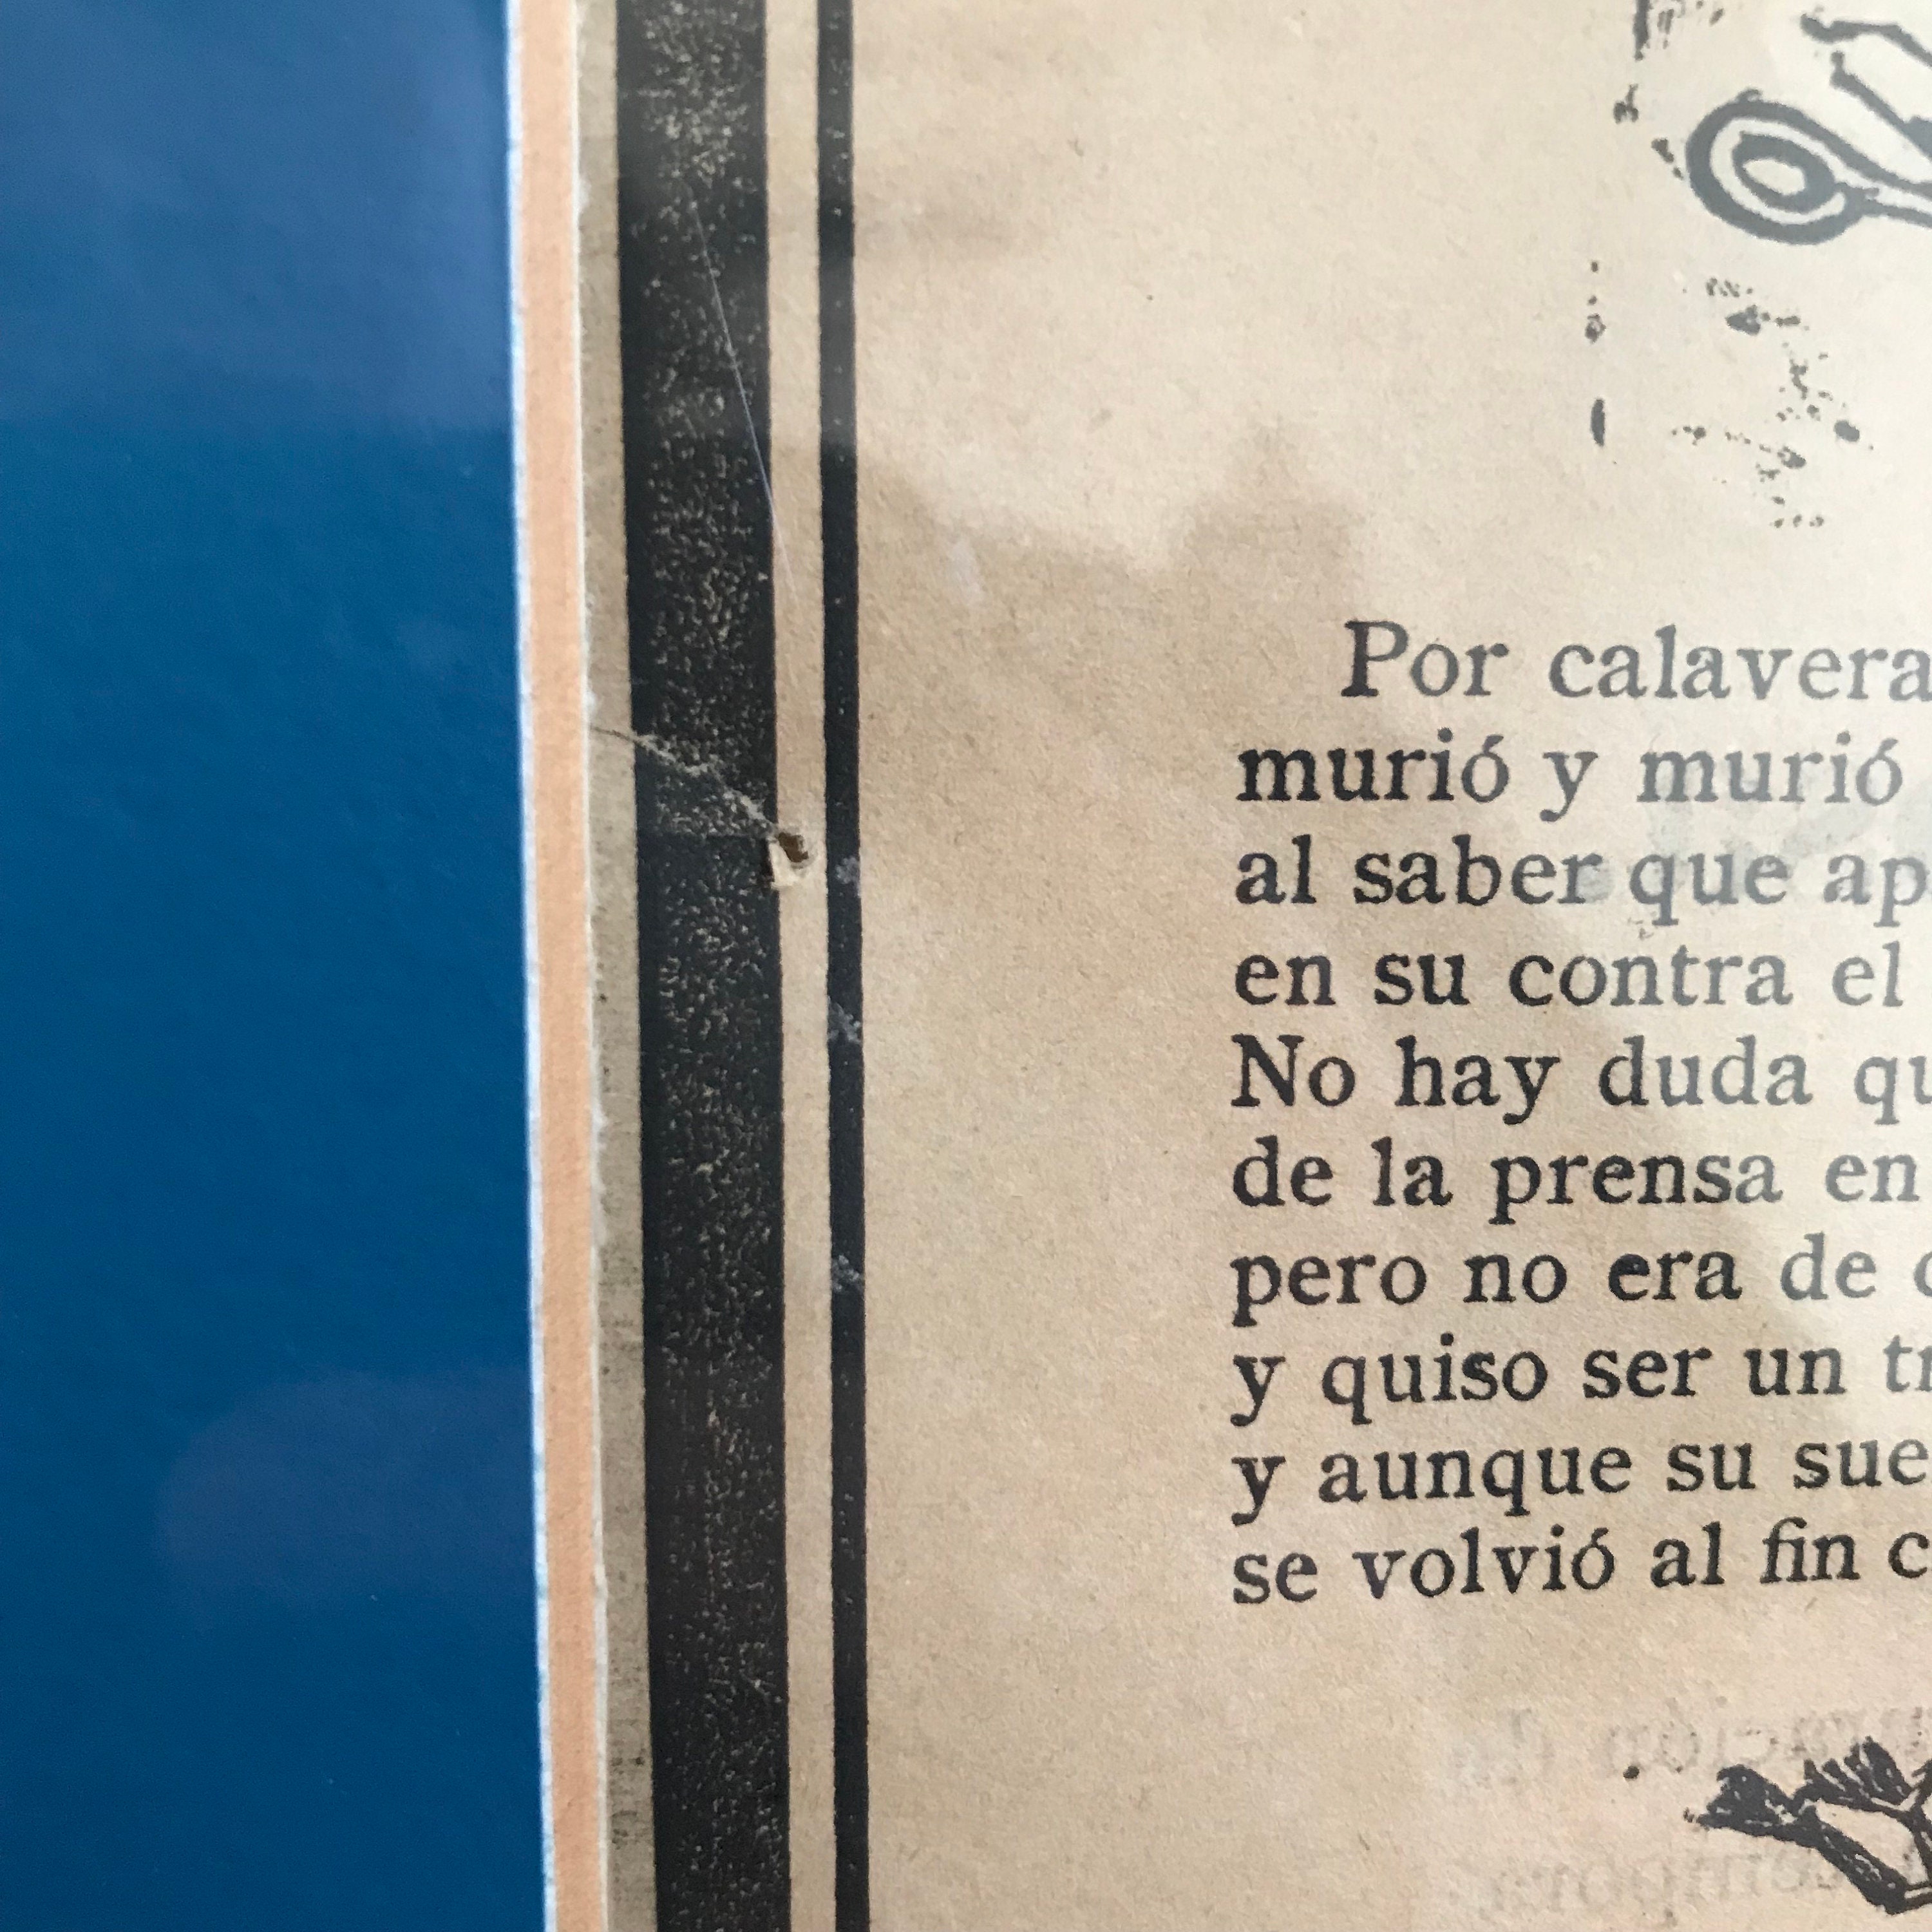 Por calavera
murió y murió
al saber que ap
en su contra el
No hay duda qu
de la prensa en
pero no era de
y quiso ser un tr
y aunque su sue
se volvió al fin c